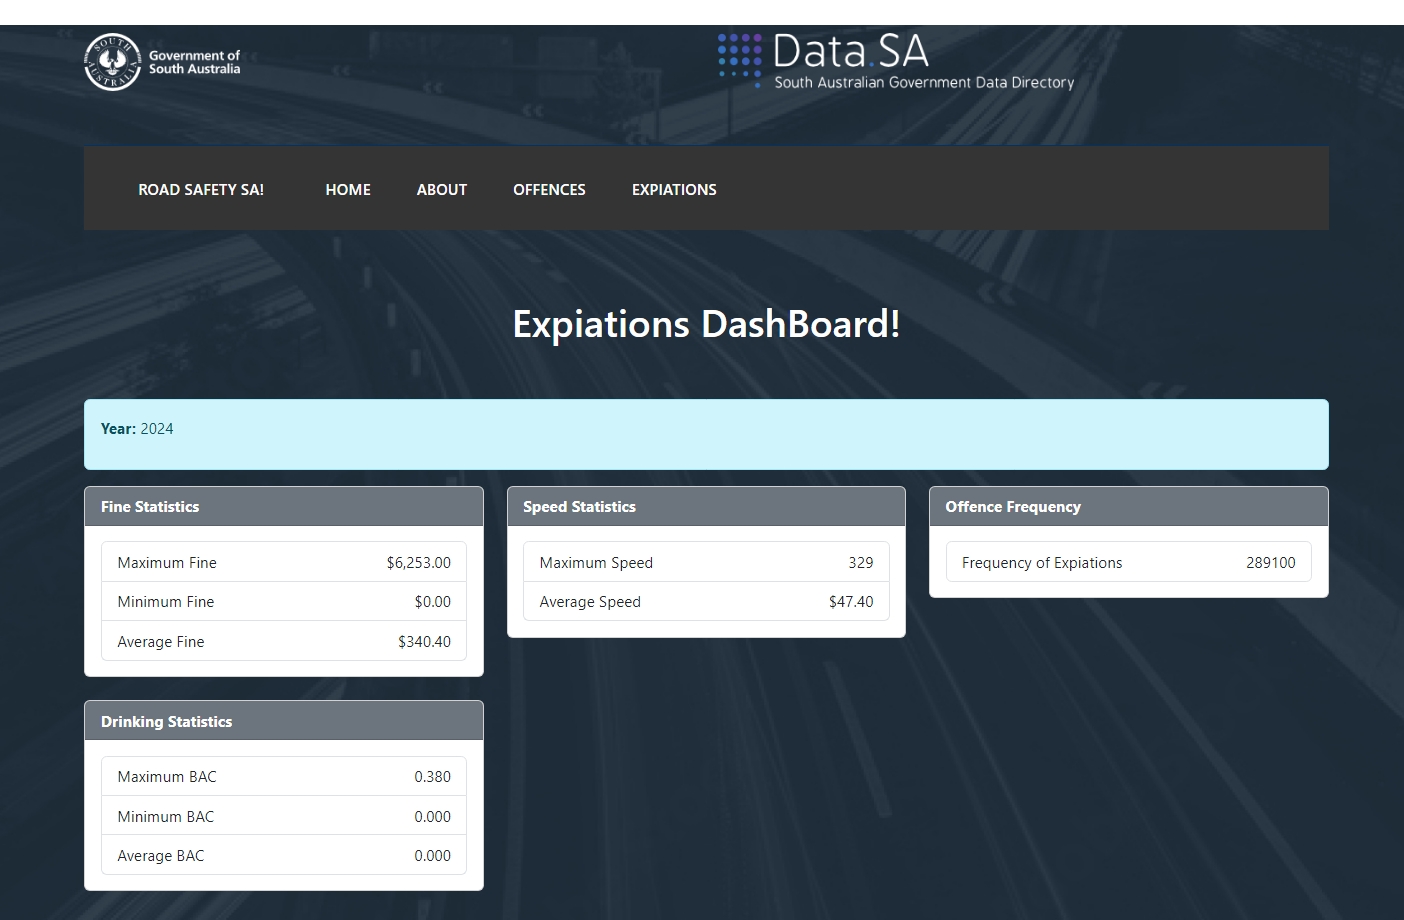 SOUTH
AUSTRALIA
Government of
South Australia
Data.SA
South Australian Government Data Directory
ROAD SAFETY SA! HOME ABOUT OFFENCES EXPIATIONS
Expiations DashBoard!
Year: 2024
Fine Statistics
Maximum Fine $6,253.00
Minimum Fine $0.00
Average Fine $340.40
Speed Statistics
Maximum Speed 329
Average Speed $47.40
Offence Frequency
Frequency of Expiations 289100
Drinking Statistics
Maximum BAC 0.380
Minimum BAC 0.000
Average BAC 0.000